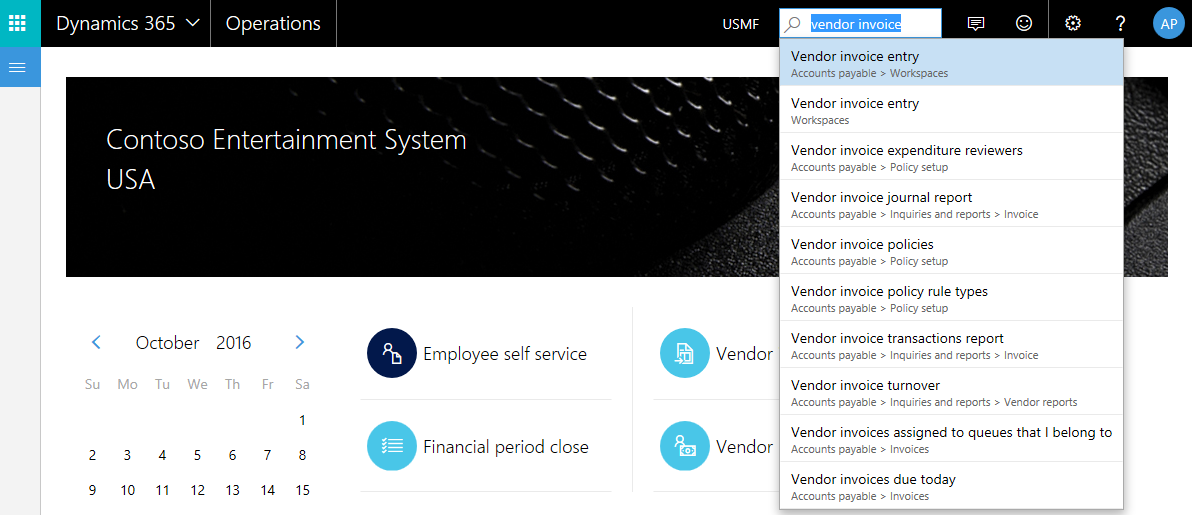 Dynamics 365
Operations
USMF
vendor invoice
?
AP
Vendor invoice entry
Accounts payable > Workspaces
Vendor invoice entry
Workspaces
Vendor invoice expenditure reviewers
Accounts payable > Policy setup
Vendor invoice journal report
Accounts payable > Inquiries and reports > Invoice
Vendor invoice policies
Accounts payable > Policy setup
Vendor invoice policy rule types
Accounts payable > Policy setup
Vendor invoice transactions report
Accounts payable > Inquiries and reports > Invoice
Vendor invoice turnover
Accounts payable > Inquiries and reports > Vendor reports
Vendor invoices assigned to queues that I belong to
Accounts payable > Invoices
Vendor invoices due today
Accounts payable > Invoices
Contoso Entertainment System
USA
October 2016
Su Mo Tu We Th Fr Sa
1
2 3 4 5 6 7 8
9 10 11 12 13 14 15
Employee self service
Financial period close
Vendor
Vendor